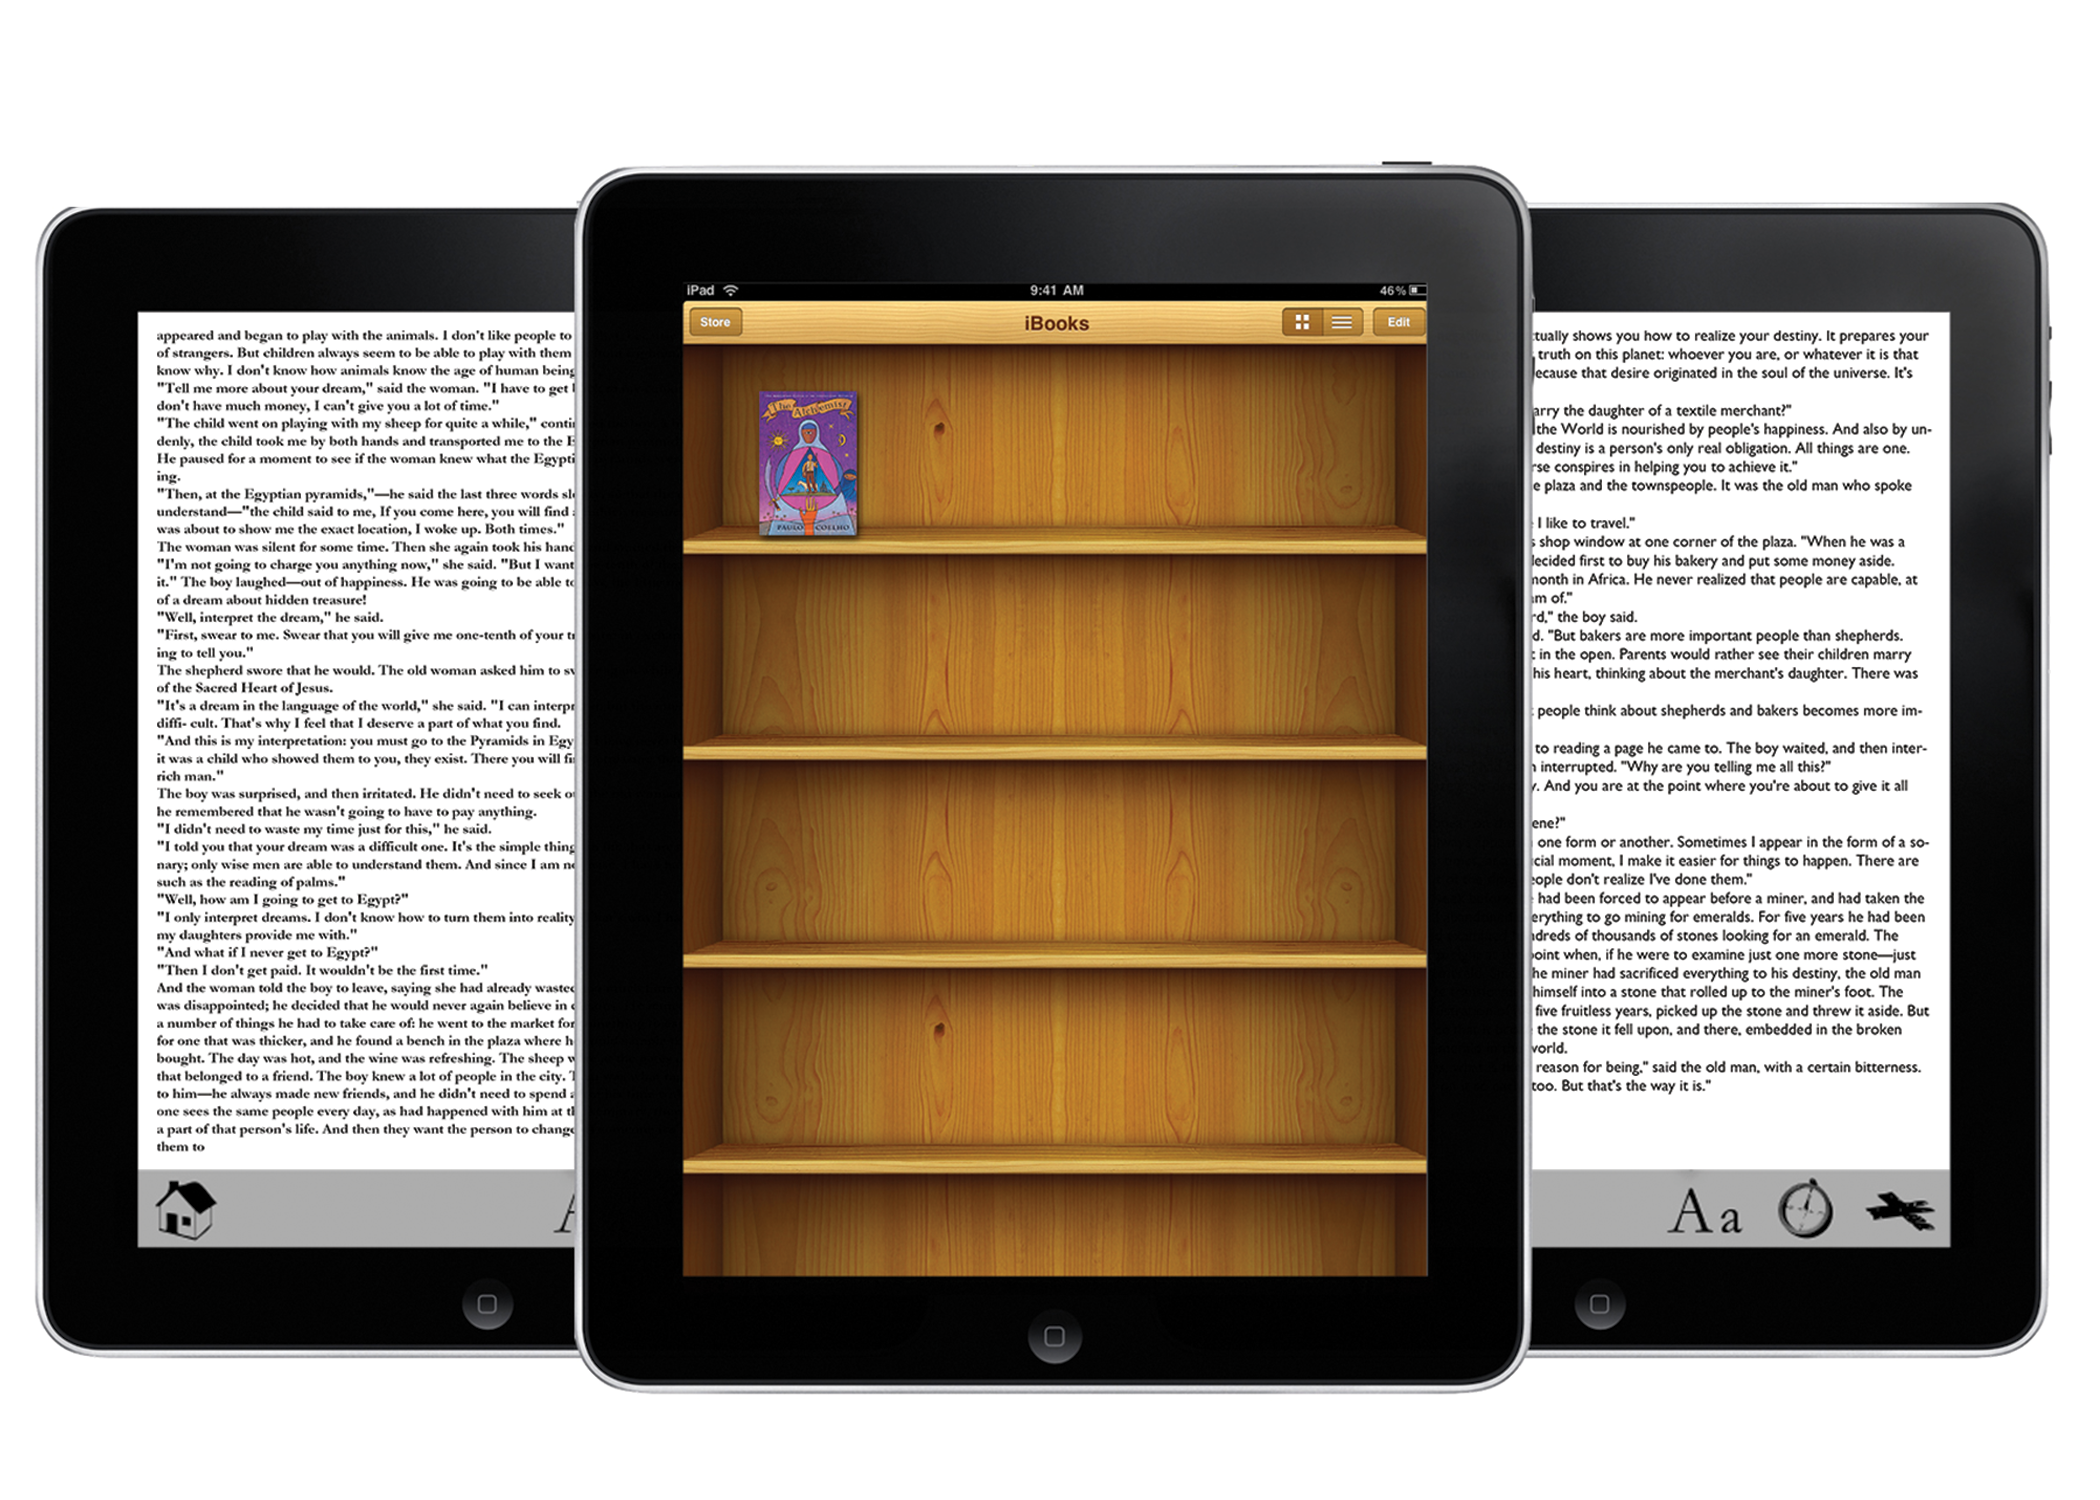 appeared and began to play with the animals. I don't like people to
of strangers. But children always seem to be able to play with them
know why. I don't know how animals know the age of human being
"Tell me more about your dream," said the woman. "I have to get
don't have much money, I can't give you a lot of time."
"The child went on playing with my sheep for quite a while," conti
denly, the child took me by both hands and transported me to the E
He paused for a moment to see if the woman knew what the Egypti
ing.
"Then, at the Egyptian pyramids,"—he said the last three words sl
understand—"the child said to me, If you come here, you will find
was about to show me the exact location, I woke up. Both times."
The woman was silent for some time. Then she again took his hand
"I'm not going to charge you anything now," she said. "But I want
it." The boy laughed—out of happiness. He was going to be able to
of a dream about hidden treasure!
"Well, interpret the dream," he said.
"First, swear to me. Swear that you will give me one-tenth of your tr
ing to tell you."
The shepherd swore that he would. The old woman asked him to sw
of the Sacred Heart of Jesus.
"It's a dream in the language of the world," she said. "I can interpr
diffi- cult. That's why I feel that I deserve a part of what you find.
"And this is my interpretation: you must go to the Pyramids in Egy
it was a child who showed them to you, they exist. There you will fi
rich man."
The boy was surprised, and then irritated. He didn't need to seek o
he remembered that he wasn't going to have to pay anything.
"I didn't need to waste my time just for this," he said.
"I told you that your dream was a difficult one. It's the simple thing
nary; only wise men are able to understand them. And since I am n
such as the reading of palms."
"Well, how am I going to get to Egypt?"
"I only interpret dreams. I don't know how to turn them into reality
my daughters provide me with."
"And what if I never get to Egypt?"
"Then I don't get paid. It wouldn't be the first time."
And the woman told the boy to leave, saying she had already wasted
was disappointed; he decided that he would never again believe in
a number of things he had to take care of: he went to the market for
for one that was thicker, and he found a bench in the plaza where h
bought. The day was hot, and the wine was refreshing. The sheep w
that belonged to a friend. The boy knew a lot of people in the city. T
to him—he always made new friends, and he didn't need to spend a
one sees the same people every day, as had happened with him at th
a part of that person's life. And then they want the person to change
them to
A
iPad 9:41 AM 46%
Store iBooks Edit
The Alchemist
PAULO COELHO
tually shows you how to realize your destiny. It prepares your
truth on this planet: whoever you are, or whatever it is that
ecause that desire originated in the soul of the universe. It's
arry the daughter of a textile merchant?"
the World is nourished by people's happiness. And also by un-
destiny is a person's only real obligation. All things are one.
rse conspires in helping you to achieve it."
e plaza and the townspeople. It was the old man who spoke
I like to travel."
s shop window at one corner of the plaza. "When he was a
ecided first to buy his bakery and put some money aside.
month in Africa. He never realized that people are capable, at
m of."
rd," the boy said.
d. "But bakers are more important people than shepherds.
t in the open. Parents would rather see their children marry
his heart, thinking about the merchant's daughter. There was
t people think about shepherds and bakers becomes more im-
to reading a page he came to. The boy waited, and then inter-
n interrupted. "Why are you telling me all this?"
y. And you are at the point where you're about to give it all
ene?"
one form or another. Sometimes I appear in the form of a so-
cial moment, I make it easier for things to happen. There are
eople don't realize I've done them."
had been forced to appear before a miner, and had taken the
erything to go mining for emeralds. For five years he had been
ndreds of thousands of stones looking for an emerald. The
oint when, if he were to examine just one more stone—just
he miner had sacrificed everything to his destiny, the old man
himself into a stone that rolled up to the miner's foot. The
five fruitless years, picked up the stone and threw it aside. But
the stone it fell upon, and there, embedded in the broken
world.
reason for being," said the old man, with a certain bitterness.
too. But that's the way it is."
Aa